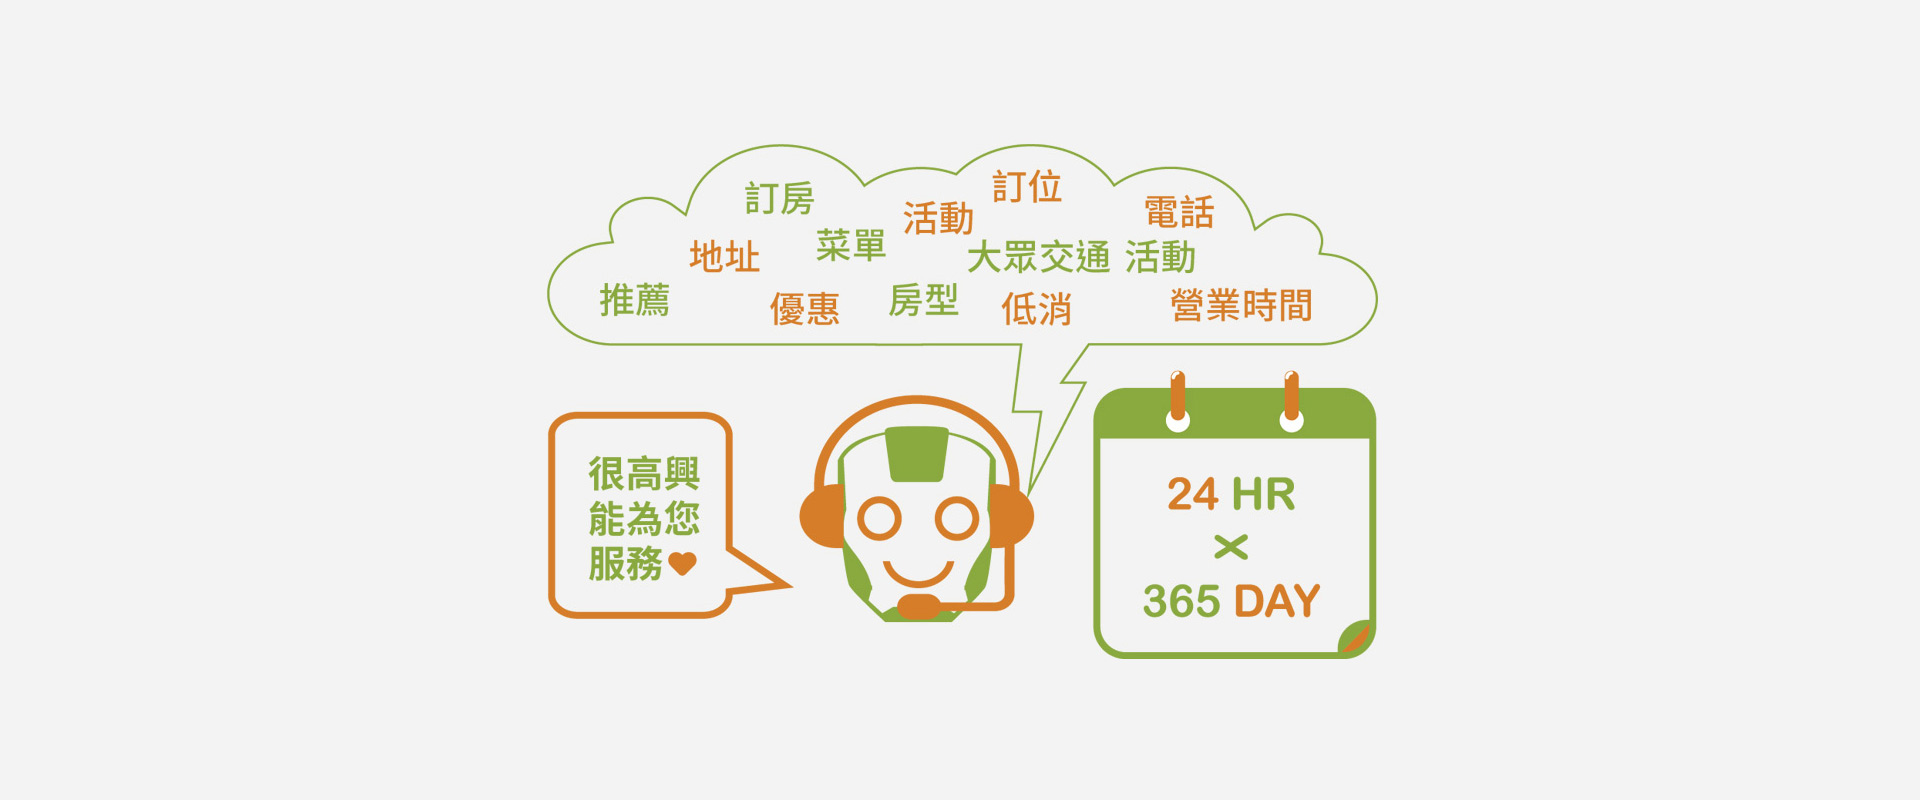 訂房
訂位
電話
活動
菜單
地址
大眾交通
活動
推薦
優惠
房型
低消
營業時間
很高興
能為您
服務
24 HR
×
365 DAY